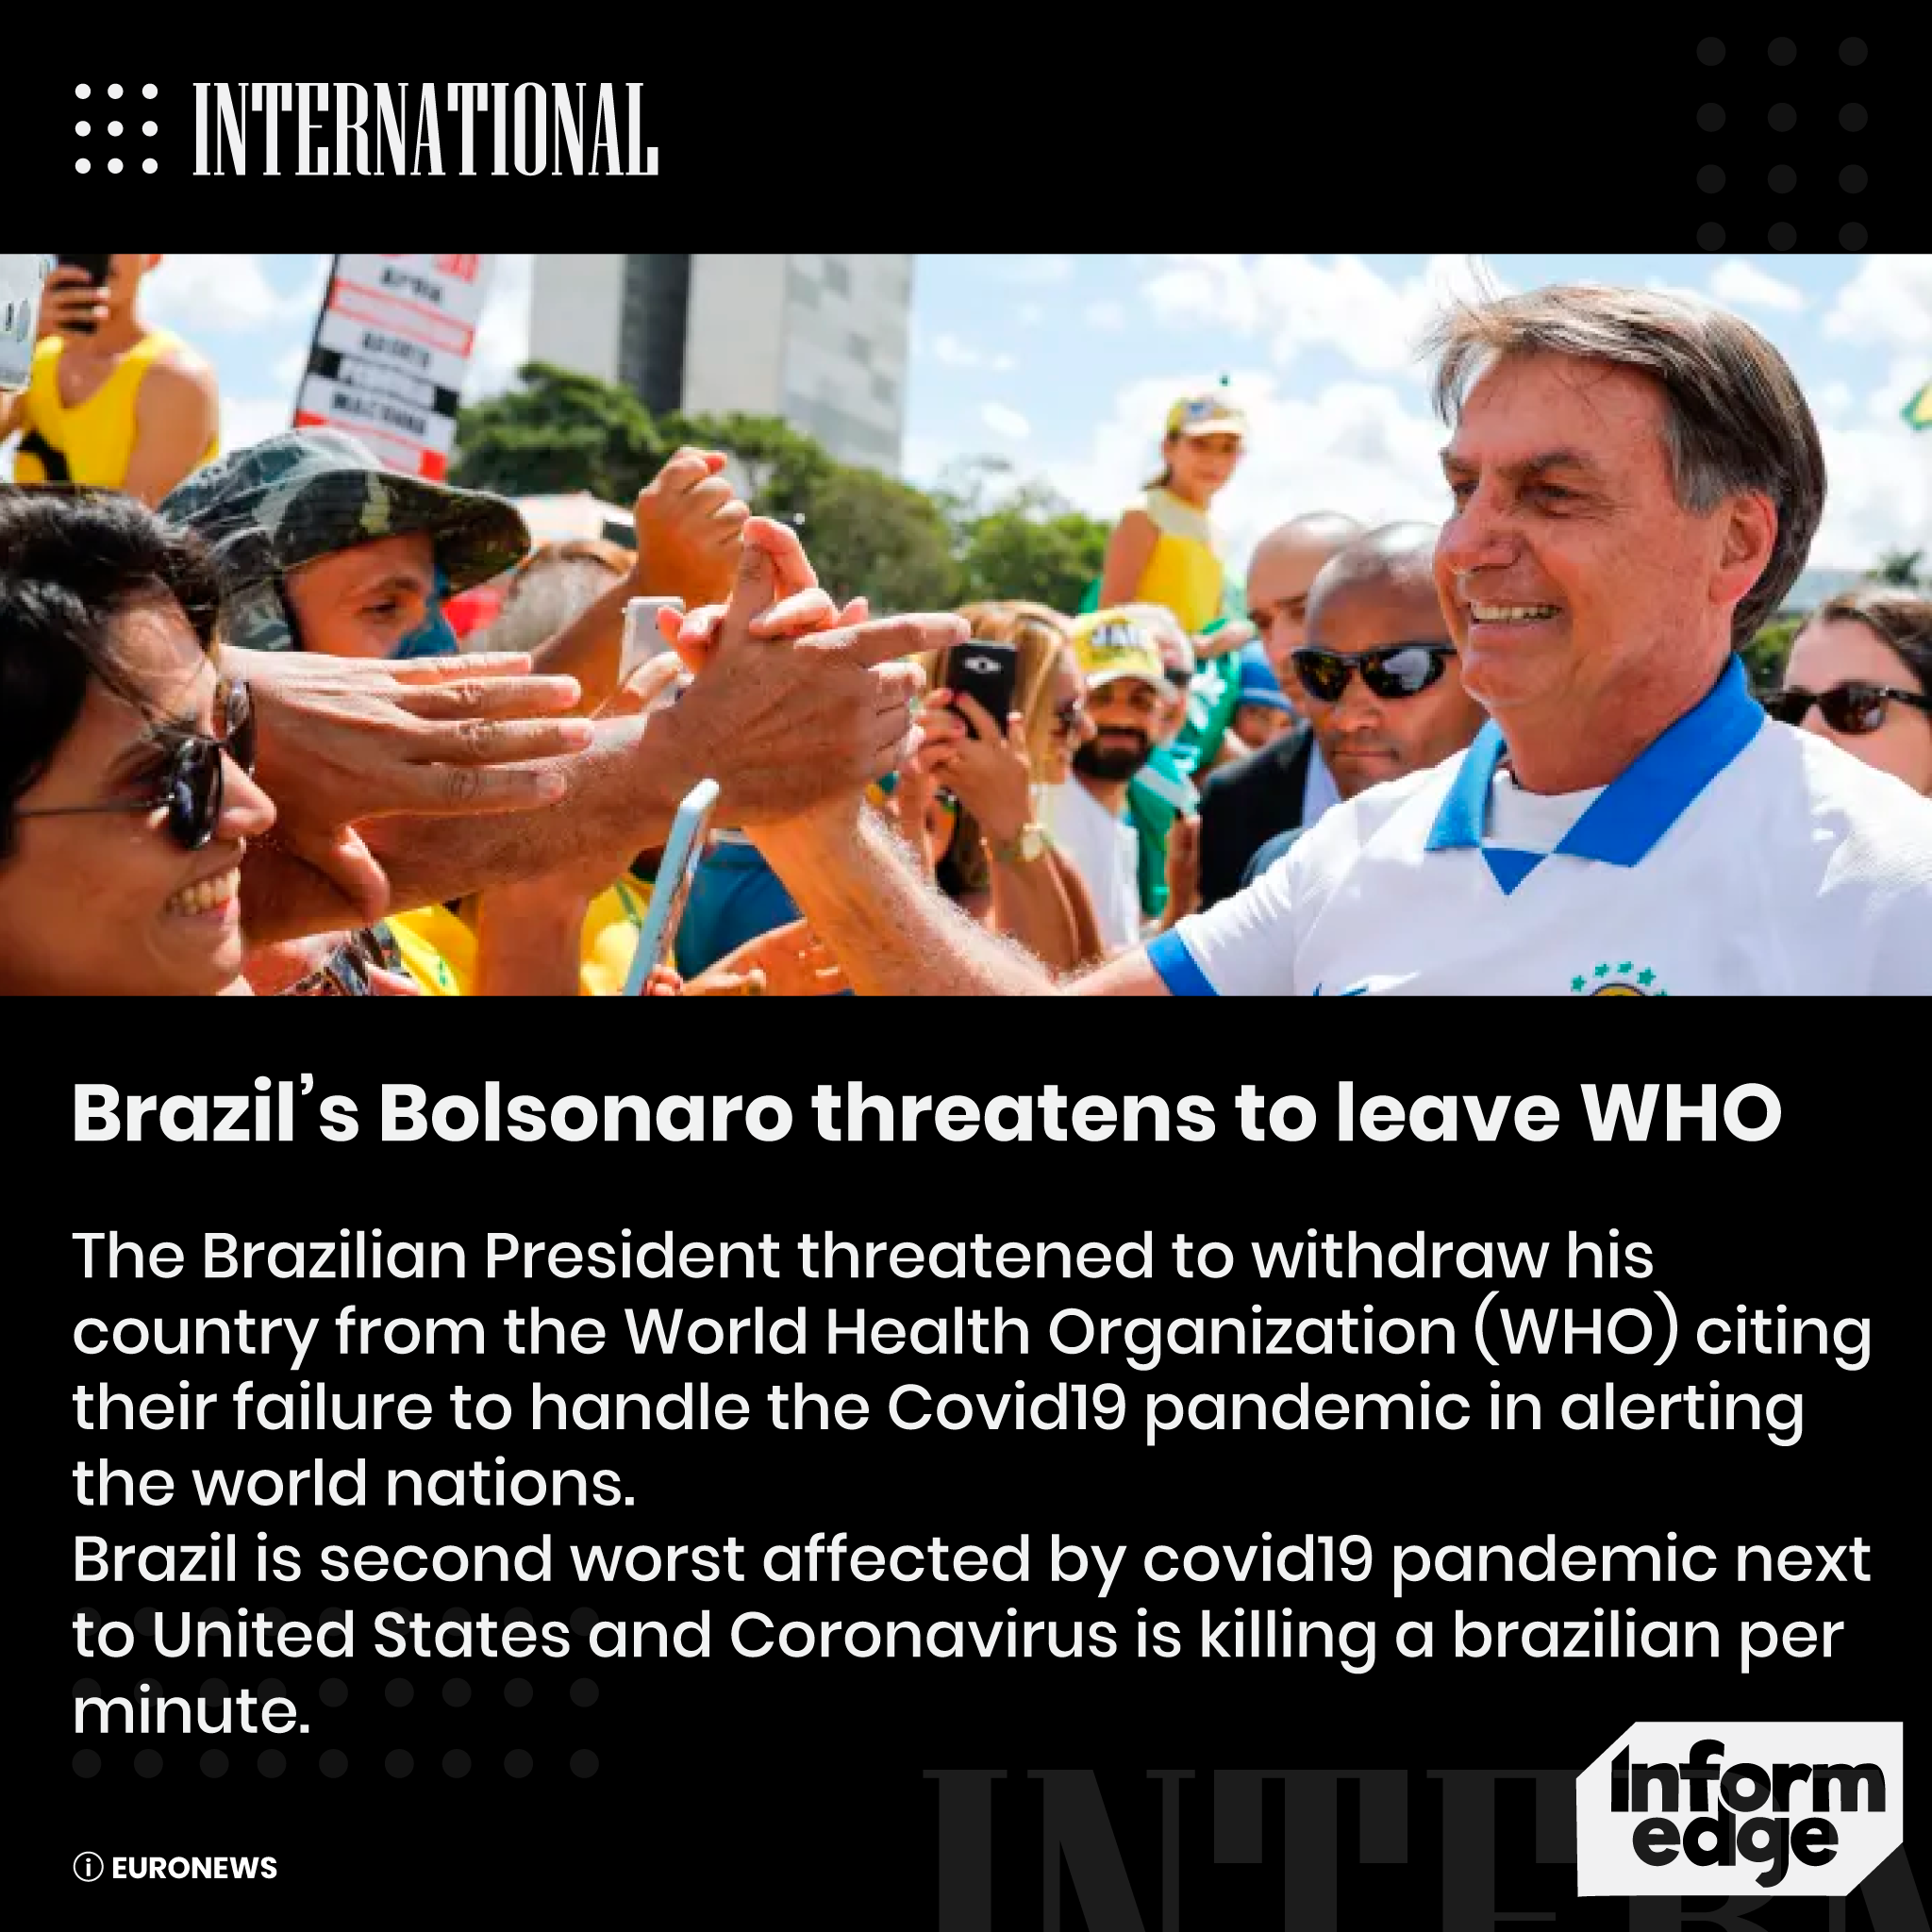 INTERNATIONAL
Brazil’s Bolsonaro threatens to leave WHO
The Brazilian President threatened to withdraw his
country from the World Health Organization (WHO) citing
their failure to handle the Covid19 pandemic in alerting
the world nations.
Brazil is second worst affected by covid19 pandemic next
to United States and Coronavirus is killing a brazilian per
minute.
Inform
edge
EURONEWS